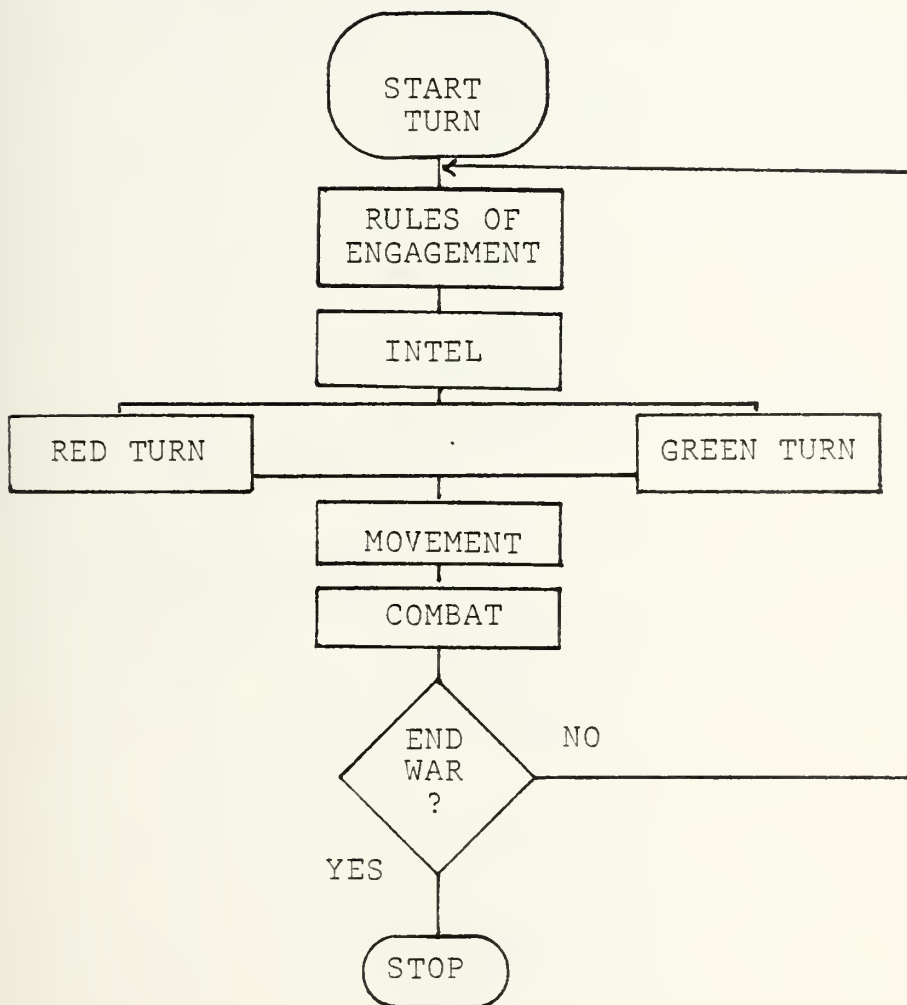 START
TURN
RULES OF
ENGAGEMENT
INTEL
RED TURN
GREEN TURN
MOVEMENT
COMBAT
END
WAR
?
NO
YES
STOP